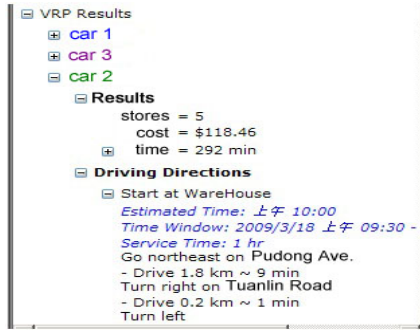 VRP Results
car 1
car 3
car 2
Results
stores = 5
cost = $118.46
time = 292 min
Driving Directions
Start at WareHouse
Estimated Time: 上午 10:00
Time Window: 2009/3/18 上午 09:30 -
Service Time: 1 hr
Go northeast on Pudong Ave.
- Drive 1.8 km ~ 9 min
Turn right on Tuanlin Road
- Drive 0.2 km ~ 1 min
Turn left